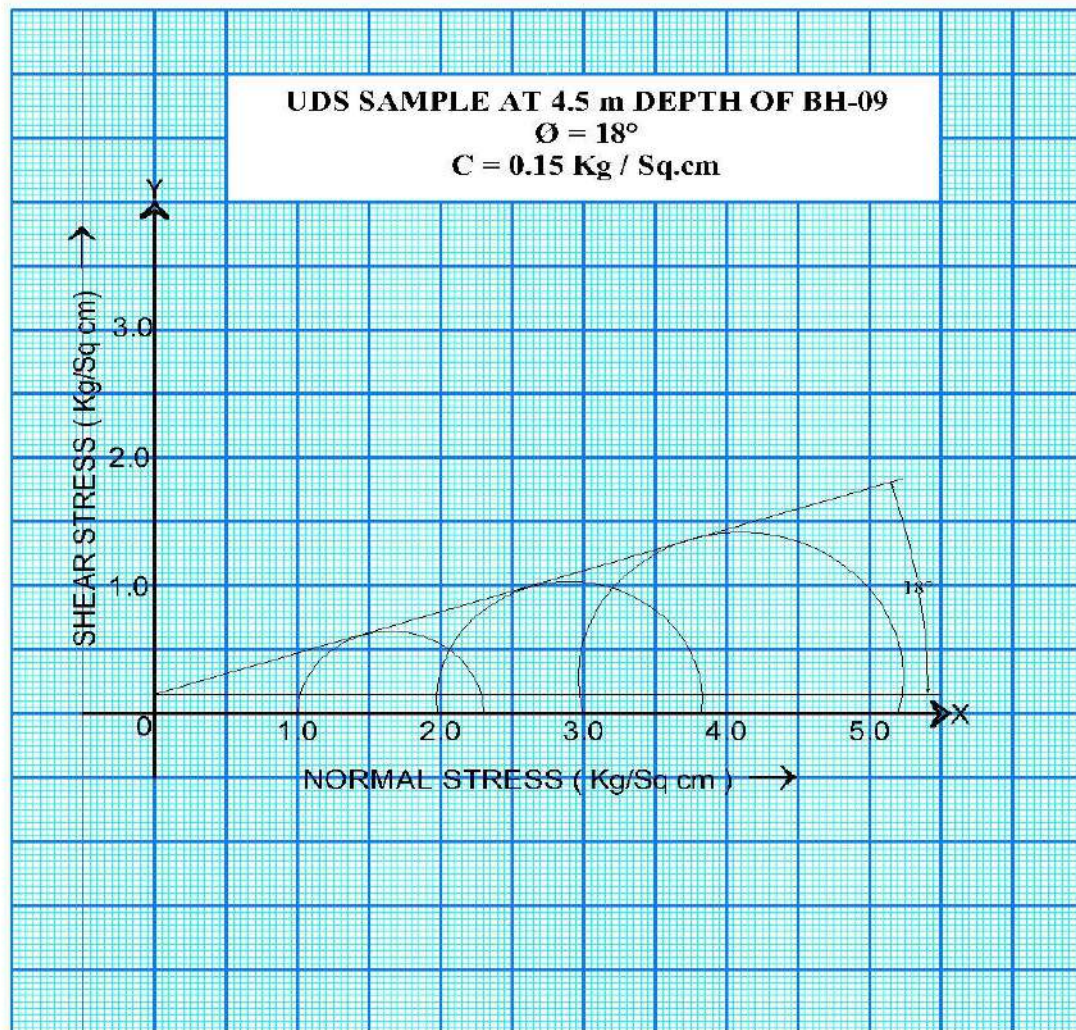 UDS SAMPLE AT 4.5 m DEPTH OF BH-09
Ø = 18°
C = 0.15 Kg / Sq.cm
Y
SHEAR STRESS ( Kg/Sq cm)
3.0
2.0
1.0
18°
0
1.0
2.0
3.0
4.0
5.0
X
NORMAL STRESS ( Kg/Sq cm )